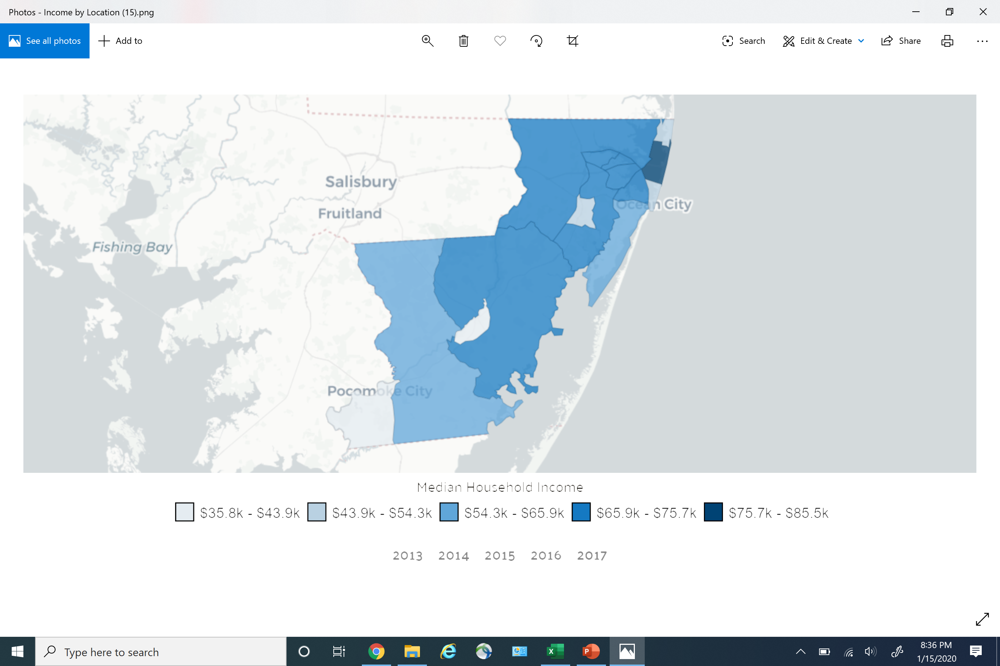 Photos - Income by Location (15).png
See all photos
Add to
Search
Edit & Create
Share
Salisbury
Fruitland
Ocean City
Fishing Bay
Pocomoke City
Median Household Income
$35.8k - $43.9k $43.9k - $54.3k $54.3k - $65.9k $65.9k - $75.7k $75.7k - $85.5k
2013 2014 2015 2016 2017
Type here to search
8:36 PM
1/15/2020